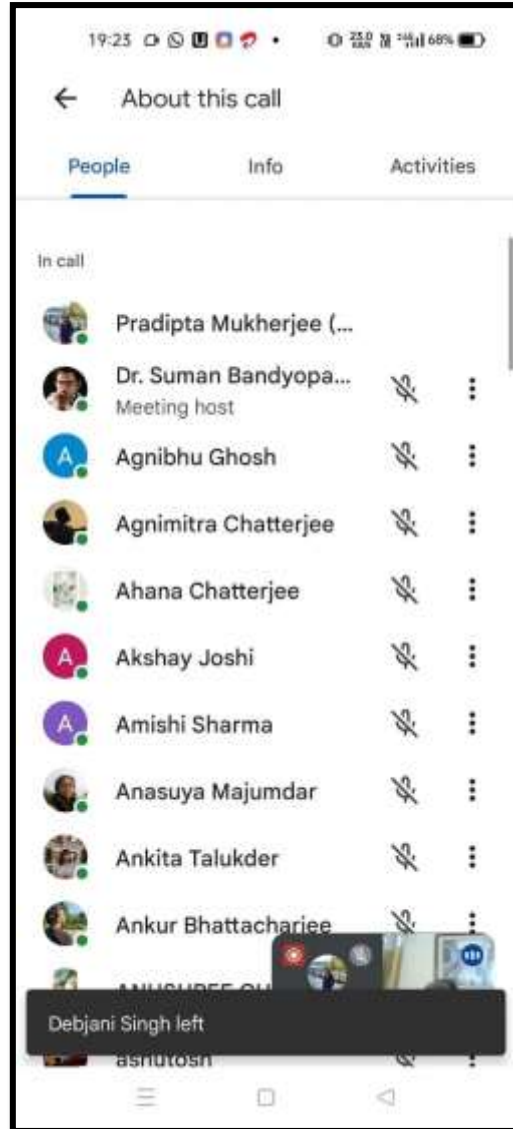 19:23 68%
About this call
People Info Activities
In call
Pradipta Mukherjee (...
Dr. Suman Bandyopa...
Meeting host
A Agnibhu Ghosh
Agnimitra Chatterjee
Ahana Chatterjee
A Akshay Joshi
A Amishi Sharma
Anasuya Majumdar
Ankita Talukder
Ankur Bhattacharjee
Debjani Singh left
ashutosh